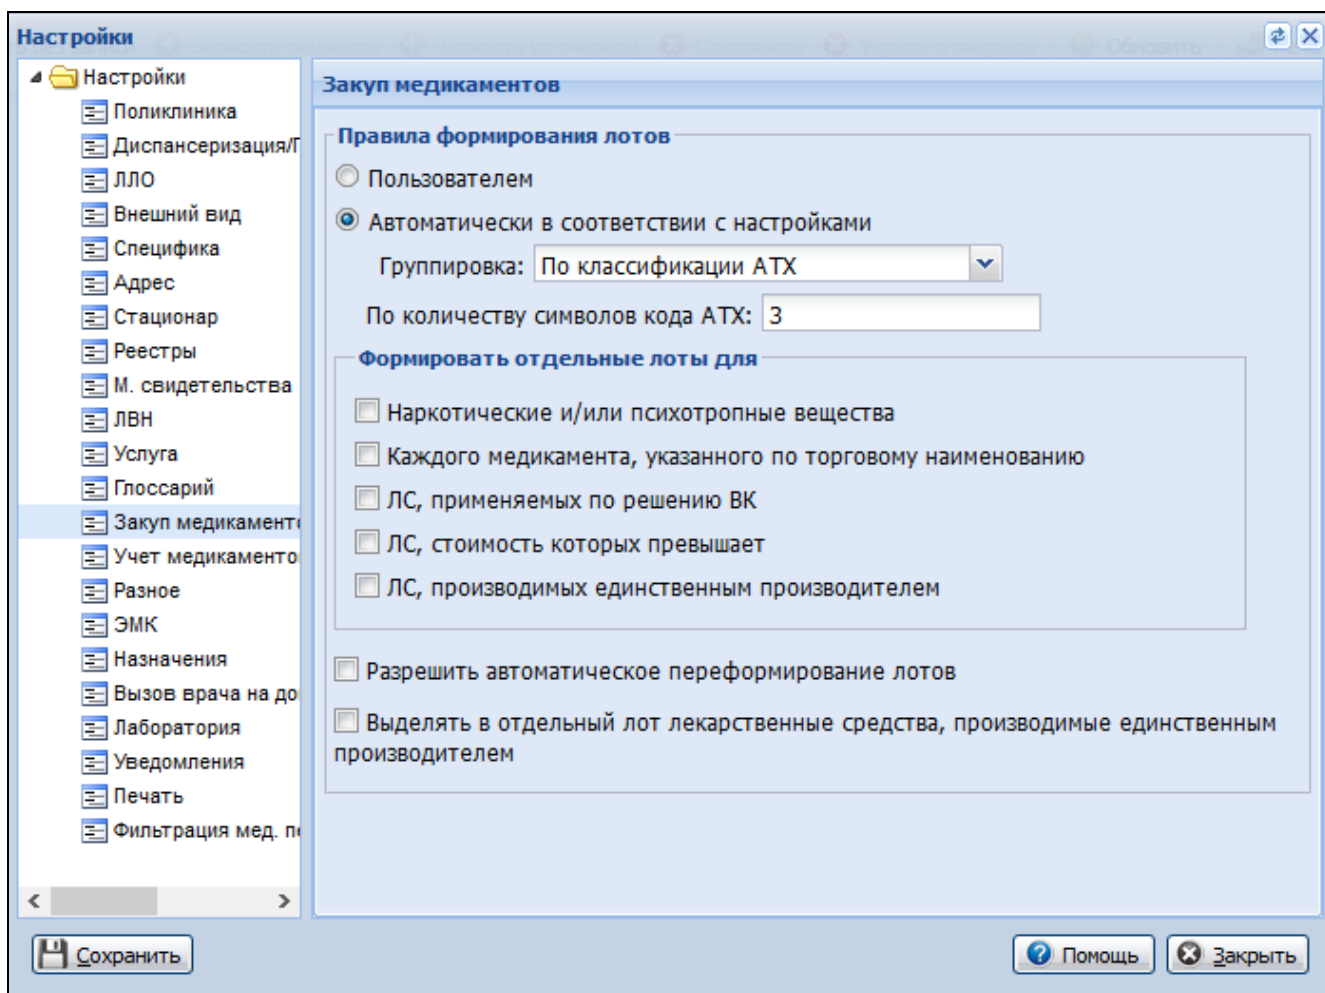 Настройки
Настройки
Поликлиника
Диспансеризация/Г
ЛЛО
Внешний вид
Специфика
Адрес
Стационар
Реестры
М. свидетельства
ЛВН
Услуга
Глоссарий
Закуп медикаменто
Учет медикаменто
Разное
ЭМК
Назначения
Вызов врача на до
Лаборатория
Уведомления
Печать
Фильтрация мед. п
Закуп медикаментов
Правила формирования лотов
Пользователем
Автоматически в соответствии с настройками
Группировка: По классификации АТХ
По количеству символов кода АТХ: 3
Формировать отдельные лоты для
Наркотические и/или психотропные вещества
Каждого медикамента, указанного по торговому наименованию
ЛС, применяемых по решению ВК
ЛС, стоимость которых превышает
ЛС, производимых единственным производителем
Разрешить автоматическое переформирование лотов
Выделять в отдельный лот лекарственные средства, производимые единственным
производителем
Сохранить
Помощь
Закрыть